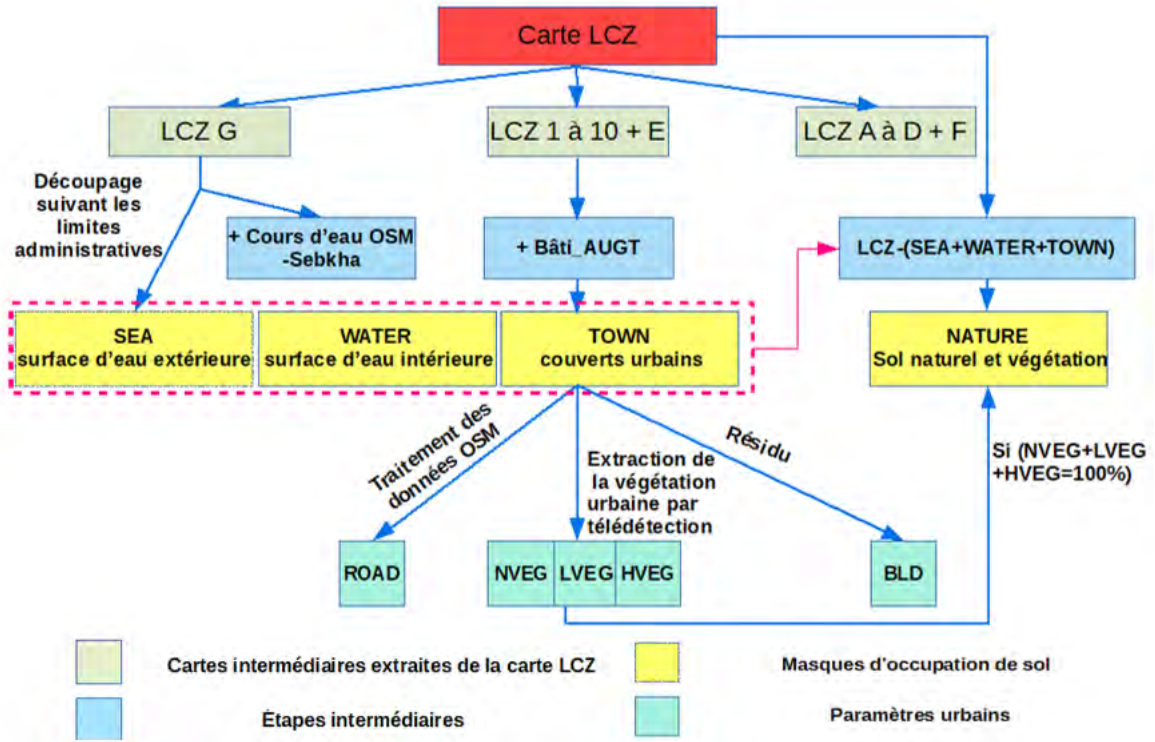 Carte LCZ
LCZ G
LCZ 1 à 10 + E
LCZ A à D + F
Découpage
suivant les
limites
administratives
+ Cours d'eau OSM
-Sebkha
+ Bâti_AUGT
LCZ-(SEA+WATER+TOWN)
SEA
surface d'eau extérieure
WATER
surface d'eau intérieure
TOWN
couverts urbains
NATURE
Sol naturel et végétation
Traitement des
données OSM
Extraction de
la végétation
urbaine par
télédétection
Résidu
Si (NVEG+LVEG
+HVEG=100%)
ROAD
NVEG
LVEG
HVEG
BLD
Cartes intermédiaires extraites de la carte LCZ
Masques d'occupation de sol
Etapes intermédiaires
Paramètres urbains